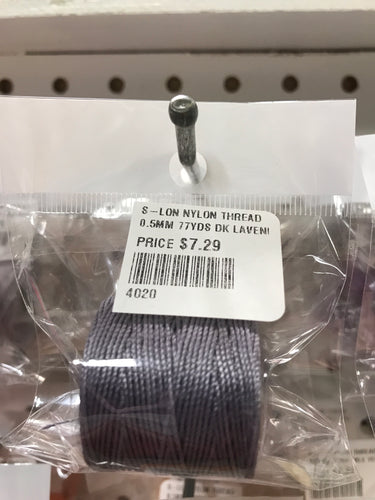 S-LON NYLON THREAD
0.5MM 77YDS DK LAVEN
PRICE $7.29
4020